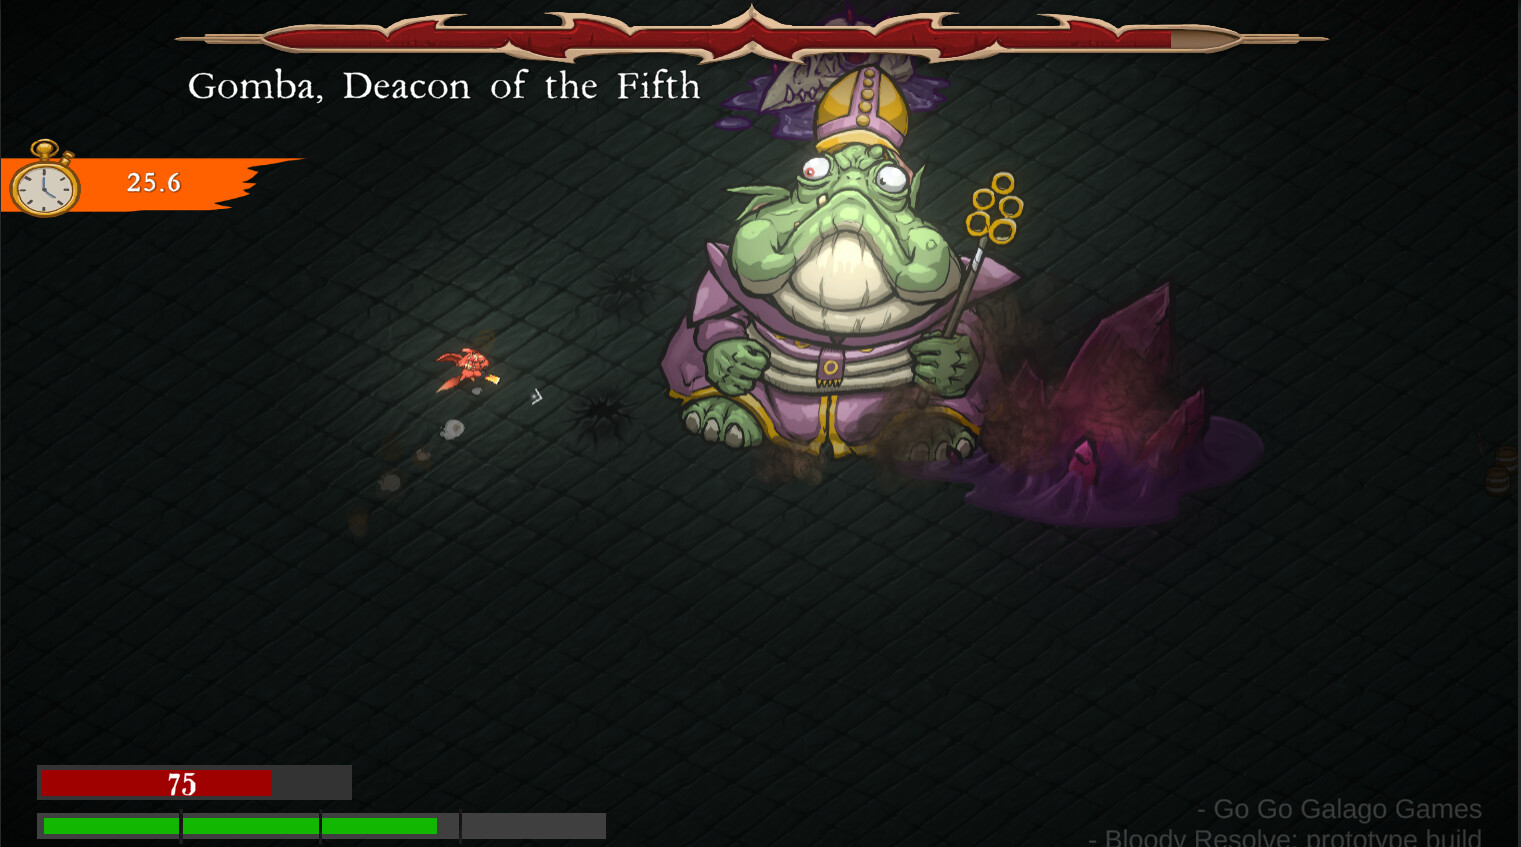 Gomba, Deacon of the Fifth
25.6
75
- Go Go Galago Games
- Bloody Resolve: prototype build